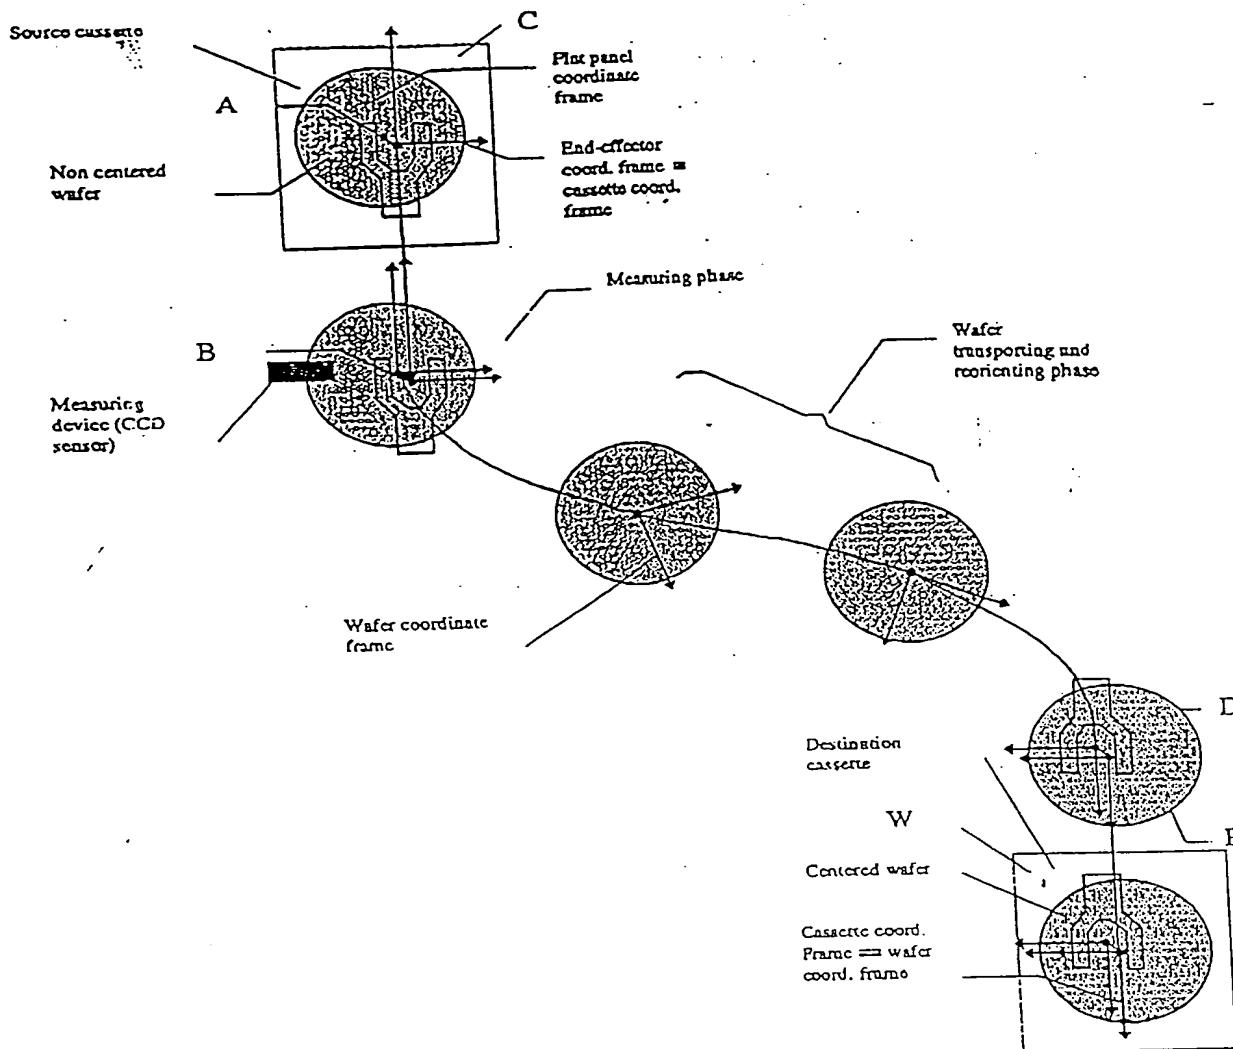 C
Source cassette
Flat panel
coordinate
frame
A
End-effector
coord. frame =
cassette coord.
frame
Non centered
wafer
Measuring phase
B
Wafer
transporting and
reorienting phase
Measuring
device (CCD
sensor)
Wafer coordinate
frame
D
Destination
cassette
W
Centered wafer
Cassette coord.
Frame = wafer
coord. frame